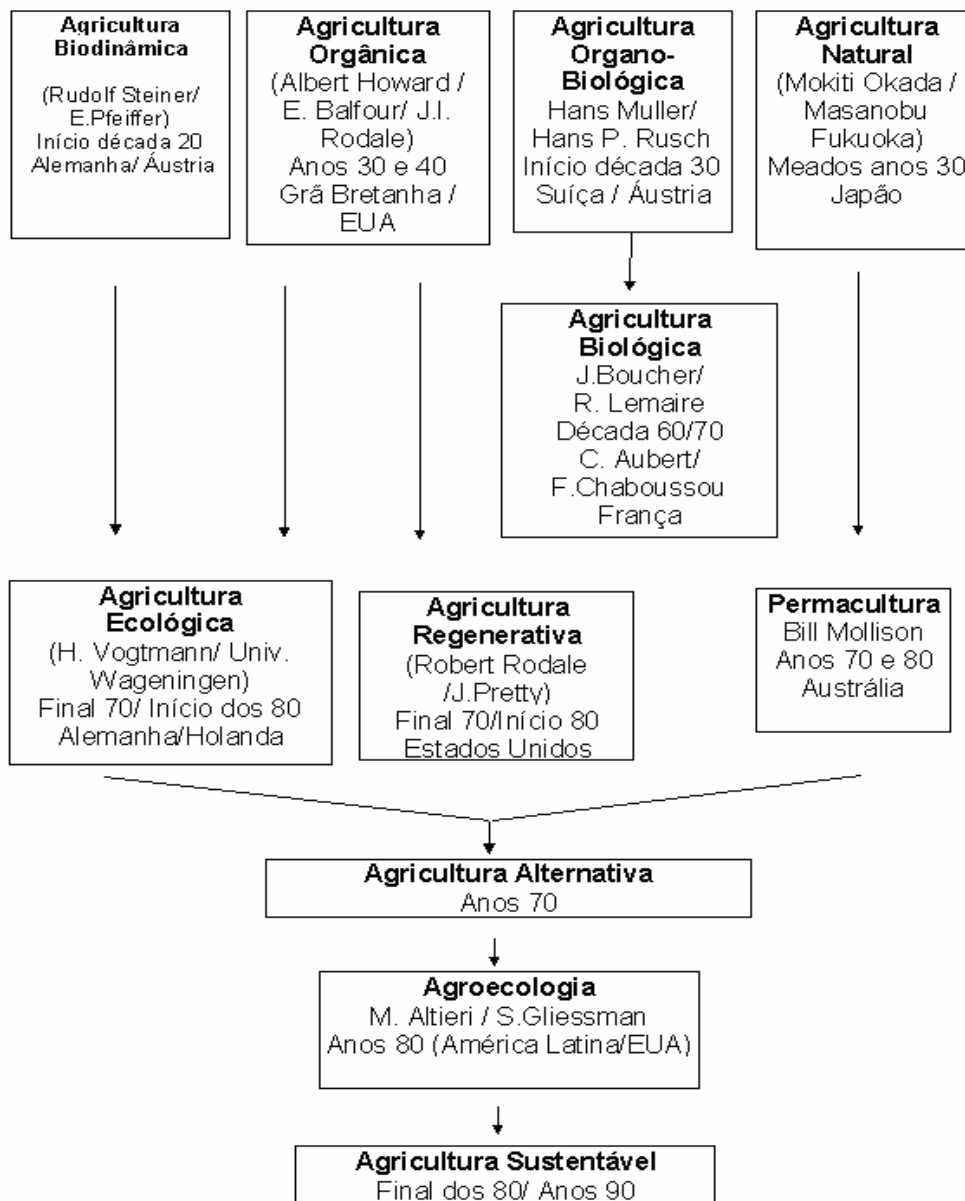 Agricultura
Biodinâmica
(Rudolf Steiner/
E.Pfeiffer)
Início década 20
Alemanha/ Áustria
Agricultura
Orgânica
(Albert Howard /
E. Balfour/ J.I.
Rodale)
Anos 30 e 40
Grã Bretanha /
EUA
Agricultura
Organo-
Biológica
Hans Muller/
Hans P. Rusch
Início década 30
Suíça / Áustria
Agricultura
Natural
(Mokiti Okada /
Masanobu
Fukuoka)
Meados anos 30
Japão
Agricultura
Biológica
J.Boucher/
R. Lemaire
Década 60/70
C. Aubert/
F.Chaboussou
França
Agricultura
Ecológica
(H. Vogtmann/ Univ.
Wageningen)
Final 70/ Início dos 80
Alemanha/Holanda
Agricultura
Regenerativa
(Robert Rodale
/J.Pretty)
Final 70/Início 80
Estados Unidos
Permacultura
Bill Mollison
Anos 70 e 80
Austrália
Agricultura Alternativa
Anos 70
Agroecologia
M. Altieri / S.Gliessman
Anos 80 (América Latina/EUA)
Agricultura Sustentável
Final dos 80/ Anos 90